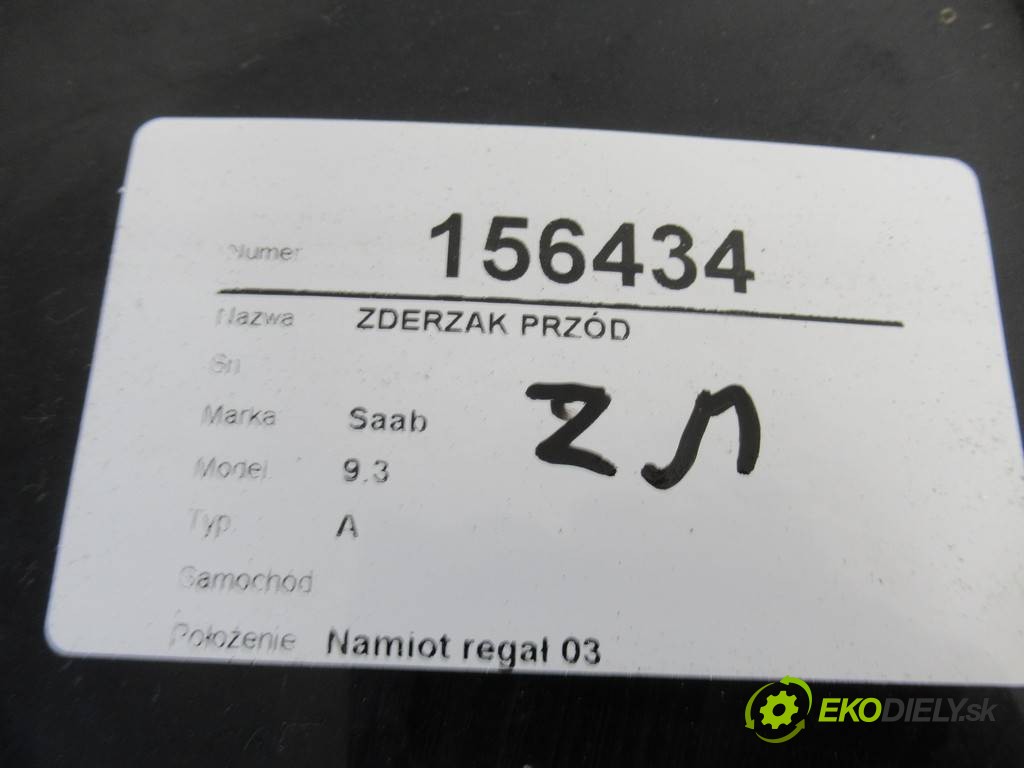 Numer 156434
Nazwa ZDERZAK PRZÓD
Sn
Marka Saab
Model 9.3
Typ A
Samochód
Położenie Namiot regał 03
EKODIELY.sk